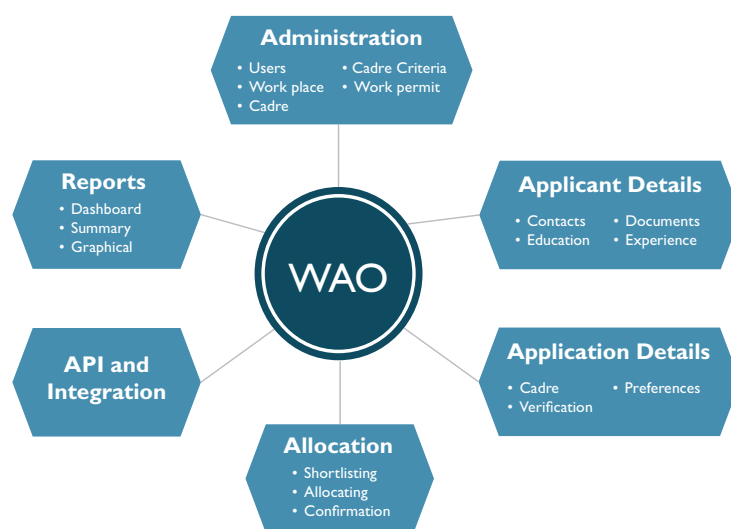 Administration
• Users
• Work place
• Cadre
• Cadre Criteria
• Work permit
Reports
• Dashboard
• Summary
• Graphical
Applicant Details
• Contacts
• Education
• Documents
• Experience
WAO
API and
Integration
Application Details
• Cadre
• Verification
• Preferences
Allocation
• Shortlisting
• Allocating
• Confirmation